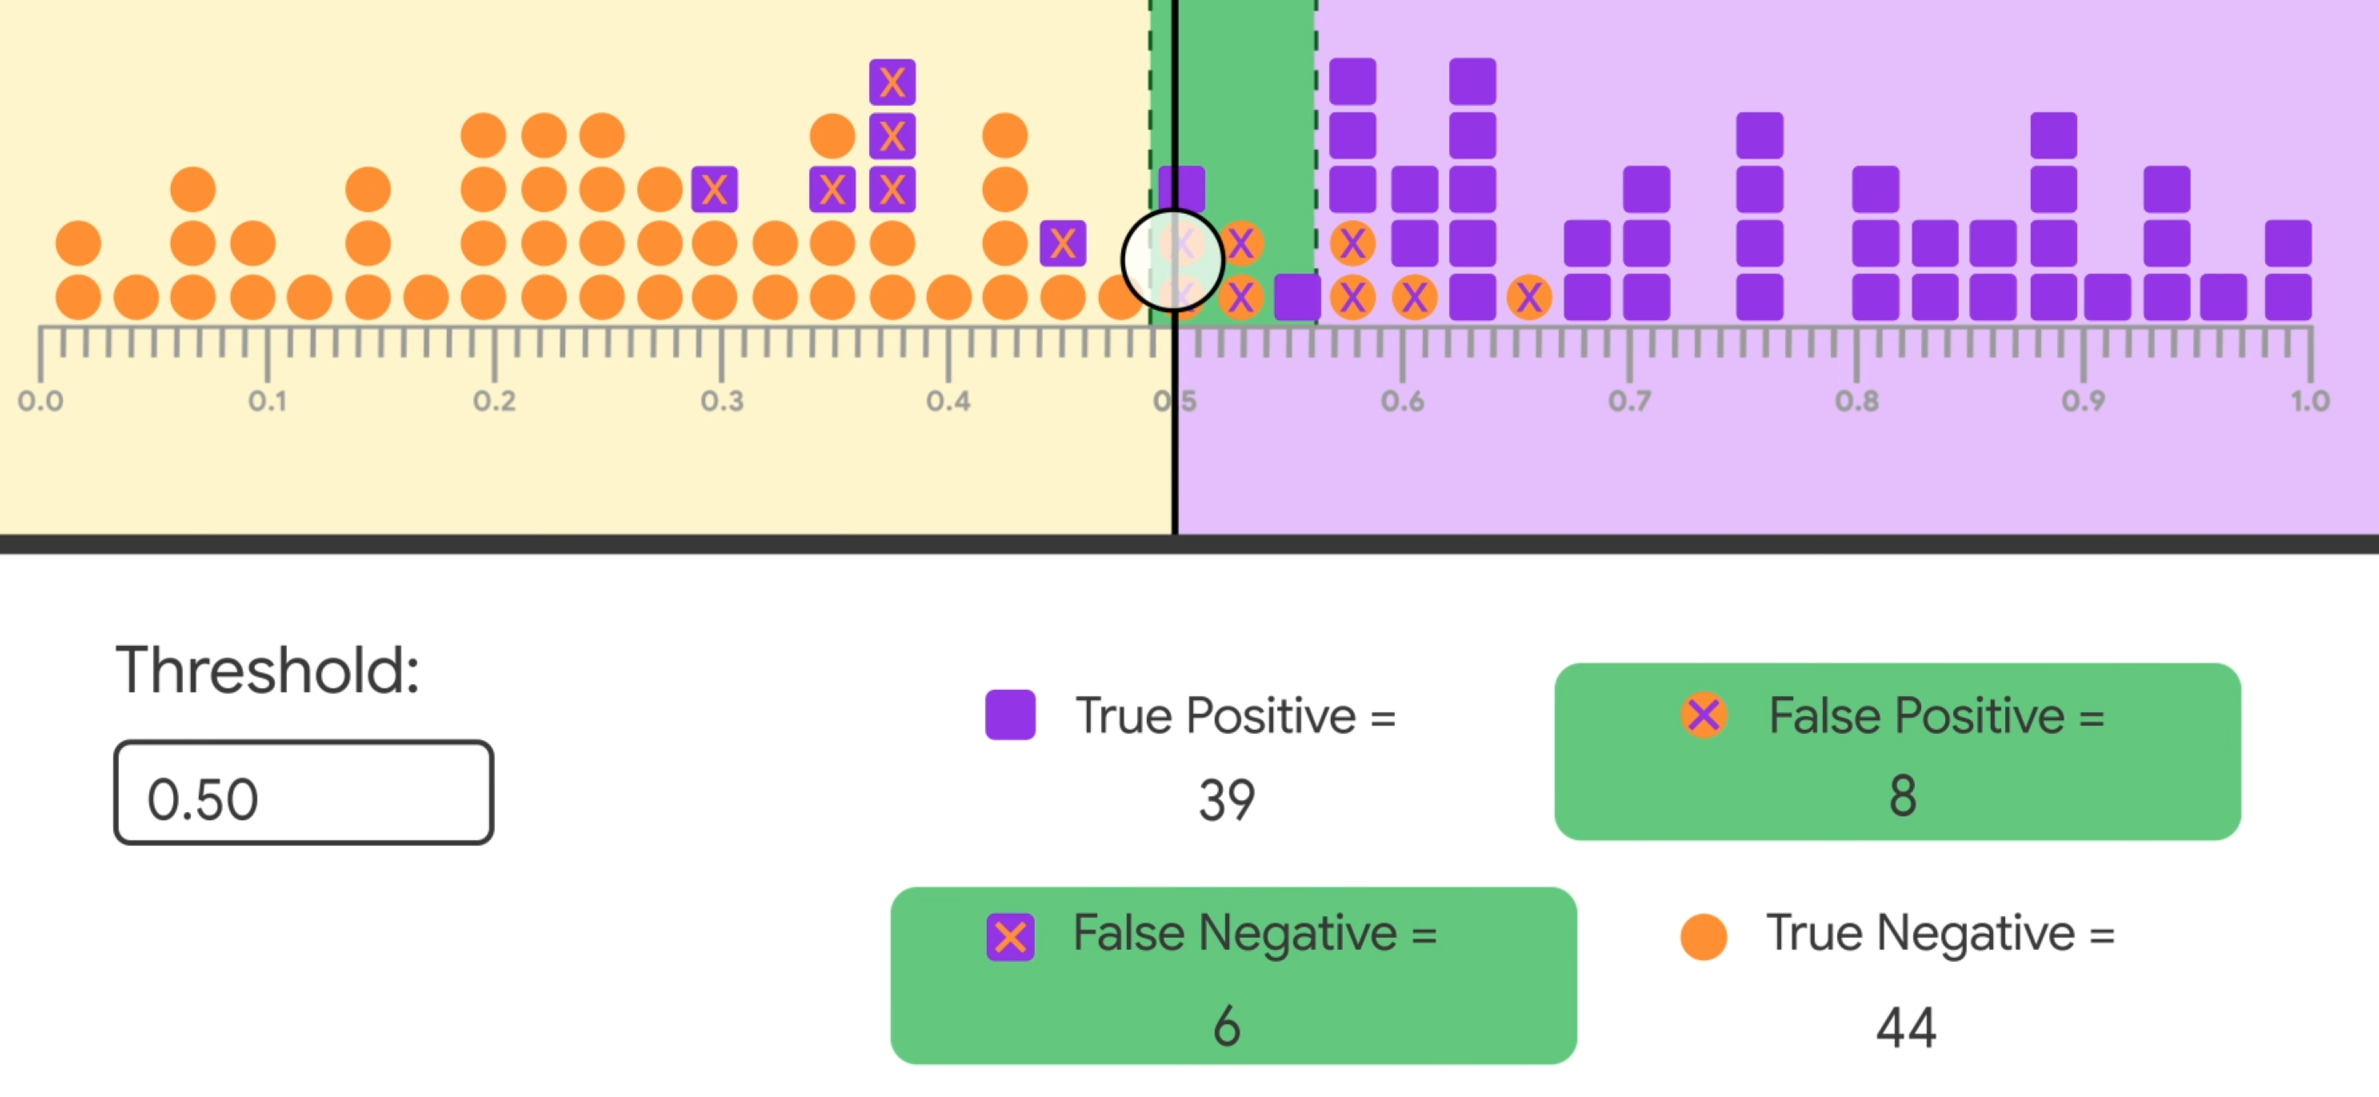 0.0 0.1 0.2 0.3 0.4 0.5 0.6 0.7 0.8 0.9 1.0
Threshold:
0.50
True Positive =
39
False Positive =
8
False Negative =
6
True Negative =
44